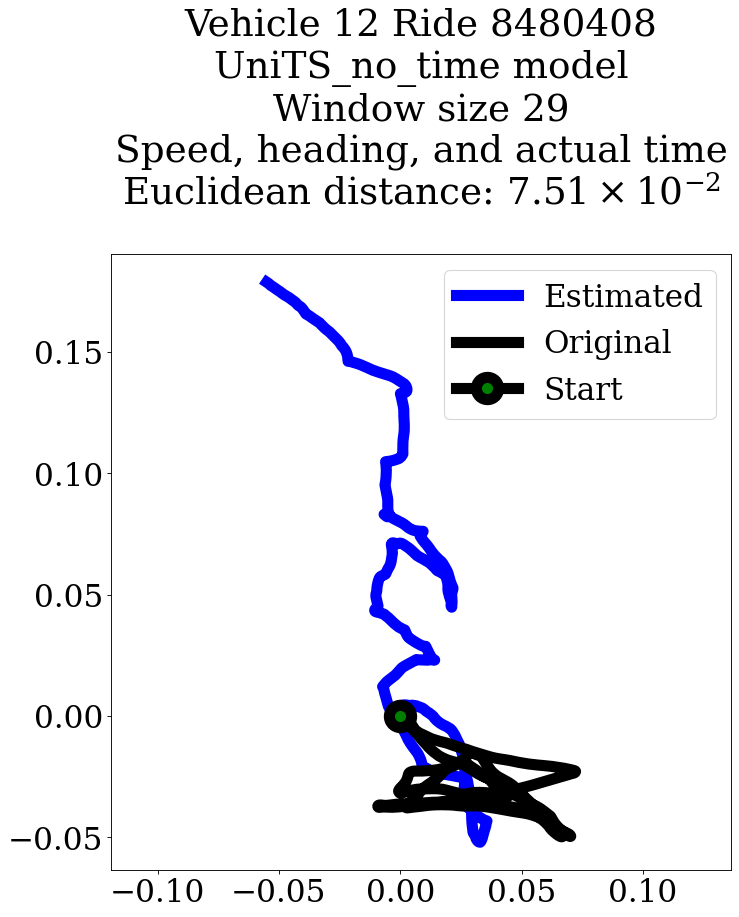 Vehicle 12 Ride 8480408
UniTS_no_time model
Window size 29
Speed, heading, and actual time
Euclidean distance: 7.51 × 10⁻²
Estimated
Original
Start
0.15
0.10
0.05
0.00
−0.05
−0.10 −0.05 0.00 0.05 0.10